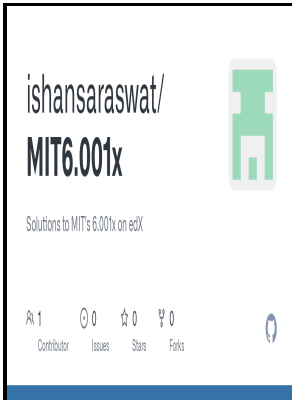 ishansaraswat/
MIT6.001x
Solutions to MIT's 6.001x on edX
1 0 0 0
Contributor Issues Stars Forks